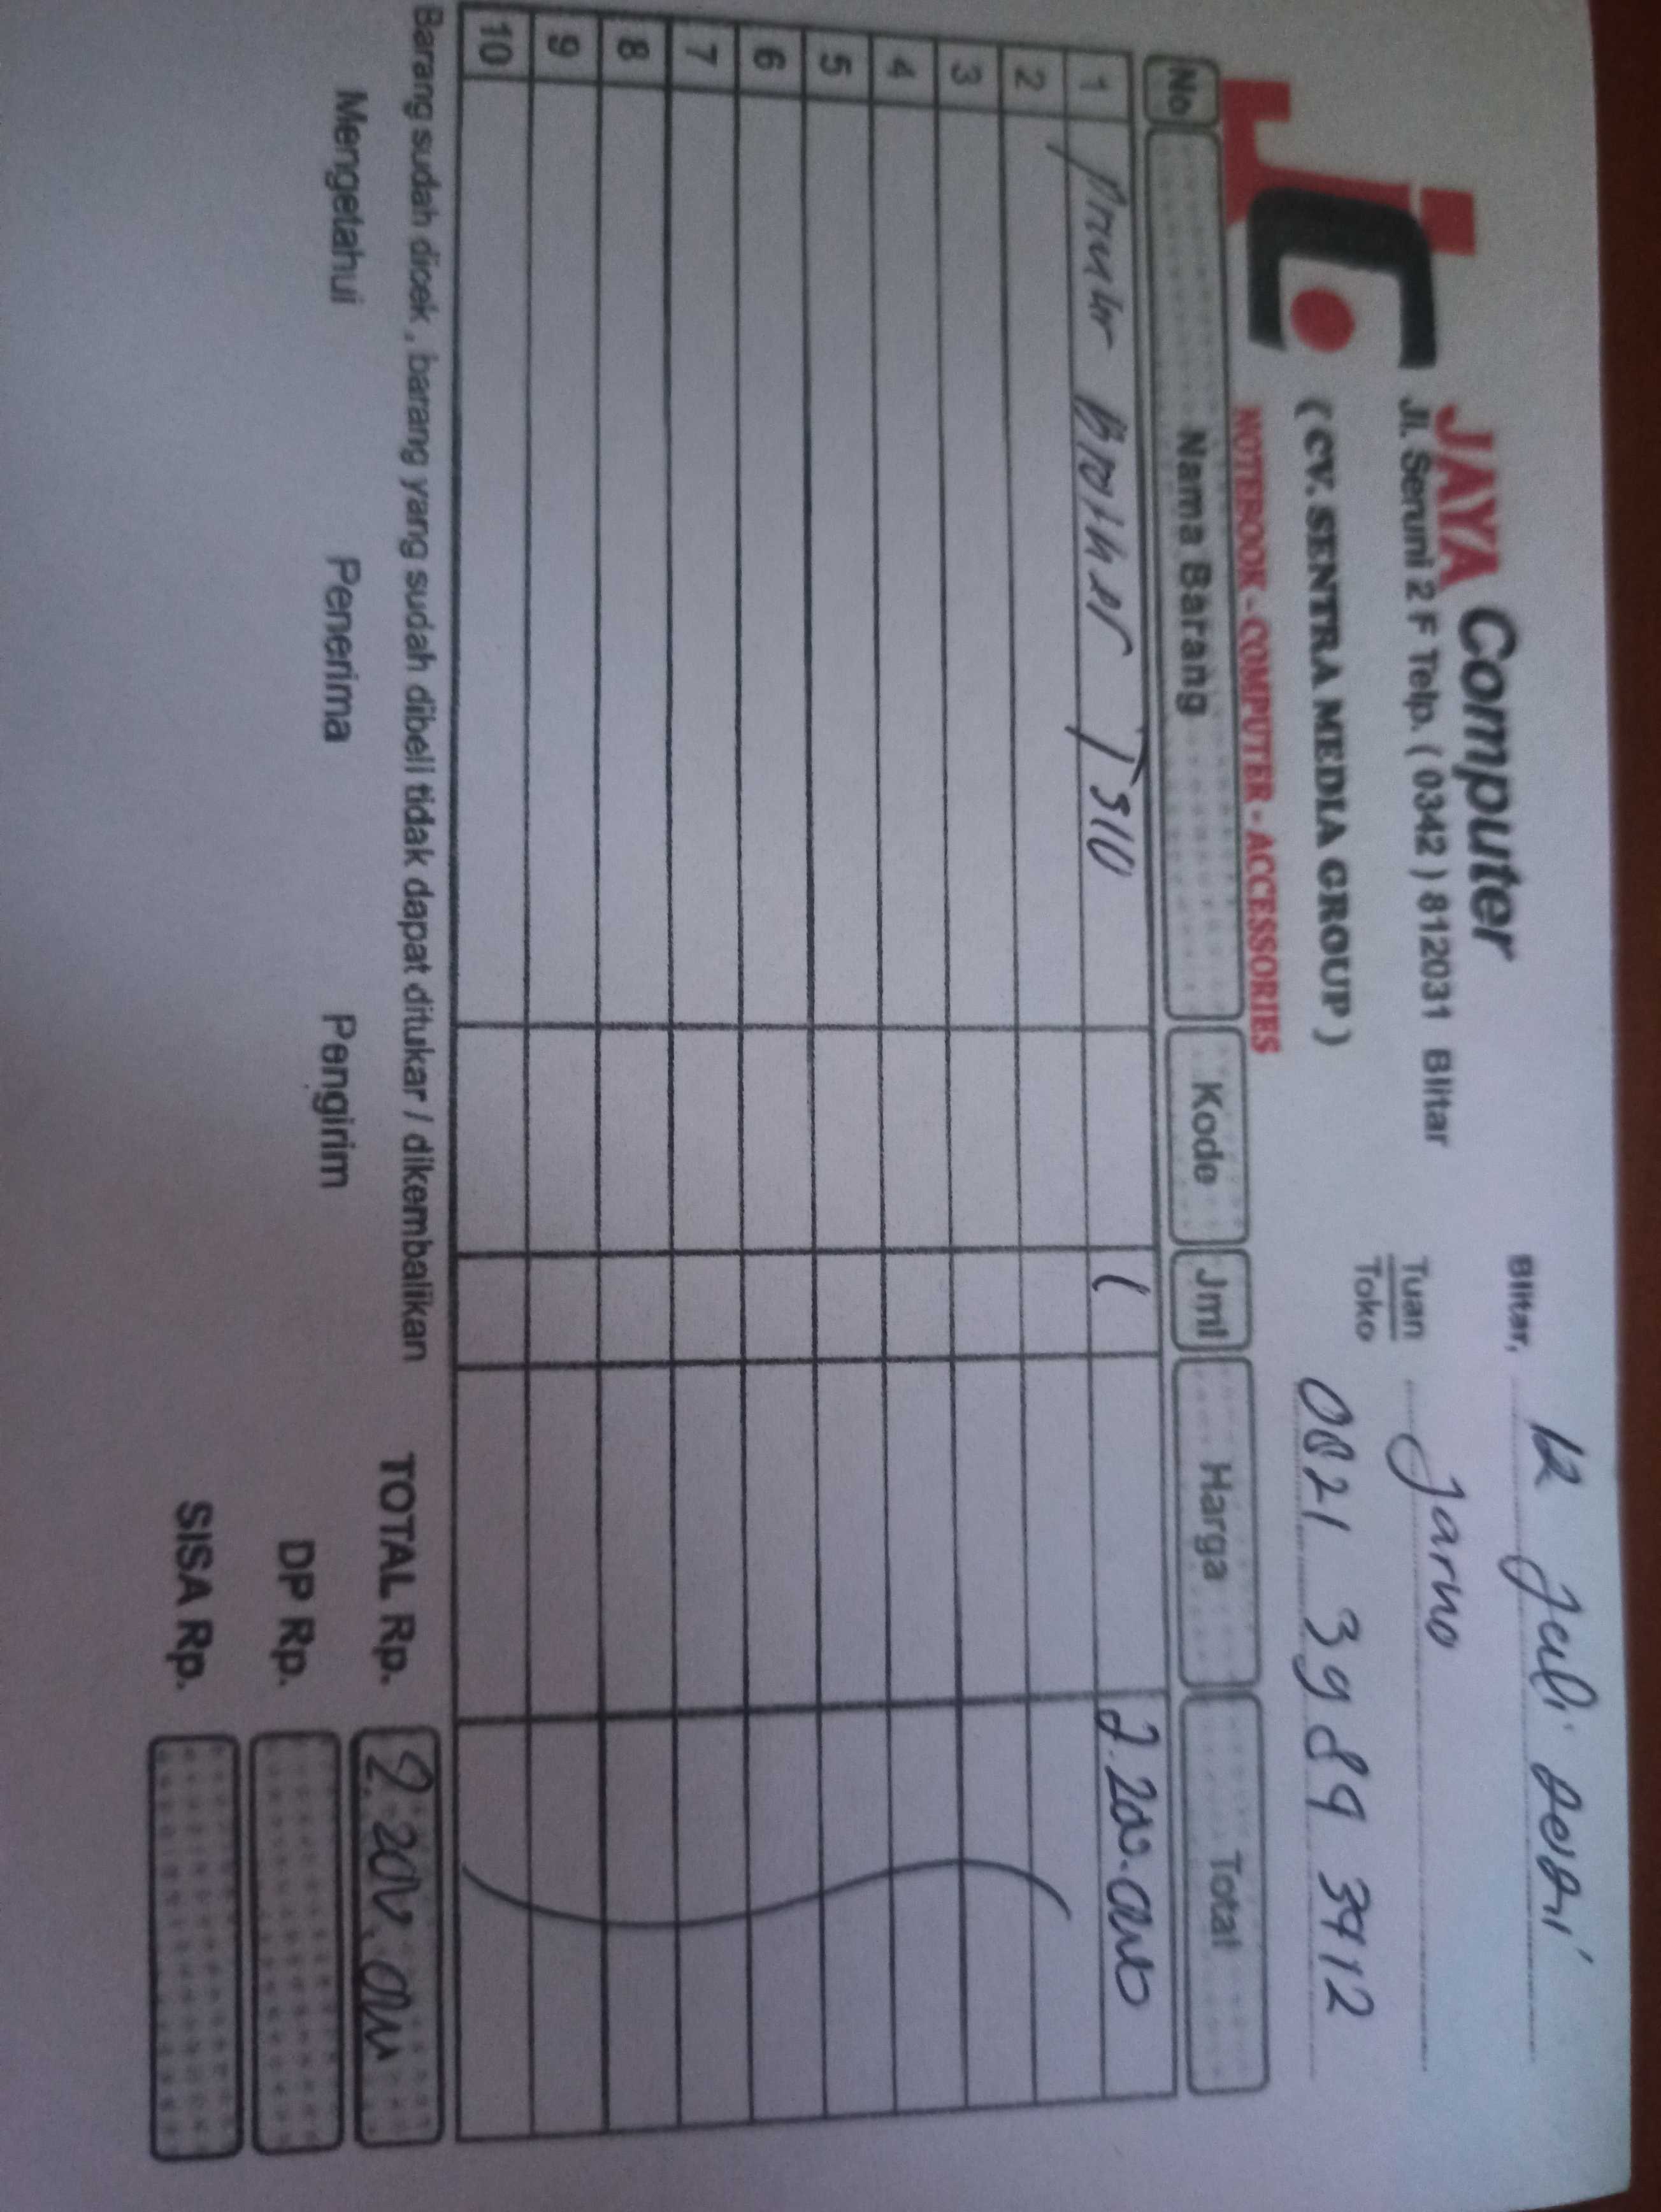 JAYA Computer
Jl. Seruni 2 F Telp. ( 0342 ) 812031 Blitar
( CV. SENTRA MEDIA GROUP )
NOTEBOOK - COMPUTER - ACCESSORIES
Blitar, 12 Juli
Tuan Jarno
Toko
0821 3989 3912
No Nama Barang Kode Jml Harga Total
1 Printer Brother T310 1 2.200.000
2
3
4
5
6
7
8
9
10
Barang sudah dicek , barang yang sudah dibeli tidak dapat ditukar / dikembalikan
TOTAL Rp. 2.200.000
Mengetahui Penerima Pengirim
DP Rp.
SISA Rp.